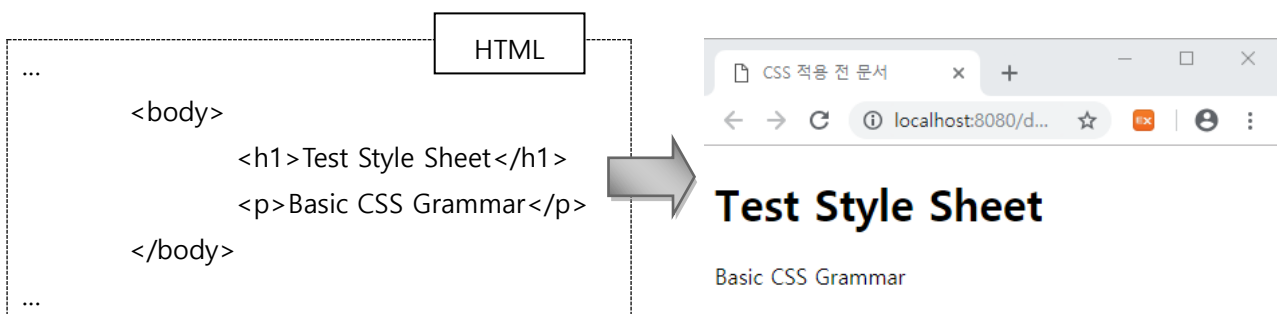 HTML
...
<body>
<h1>Test Style Sheet</h1>
<p>Basic CSS Grammar</p>
</body>
...
CSS 적용 전 문서
localhost:8080/d...
EX
Test Style Sheet
Basic CSS Grammar